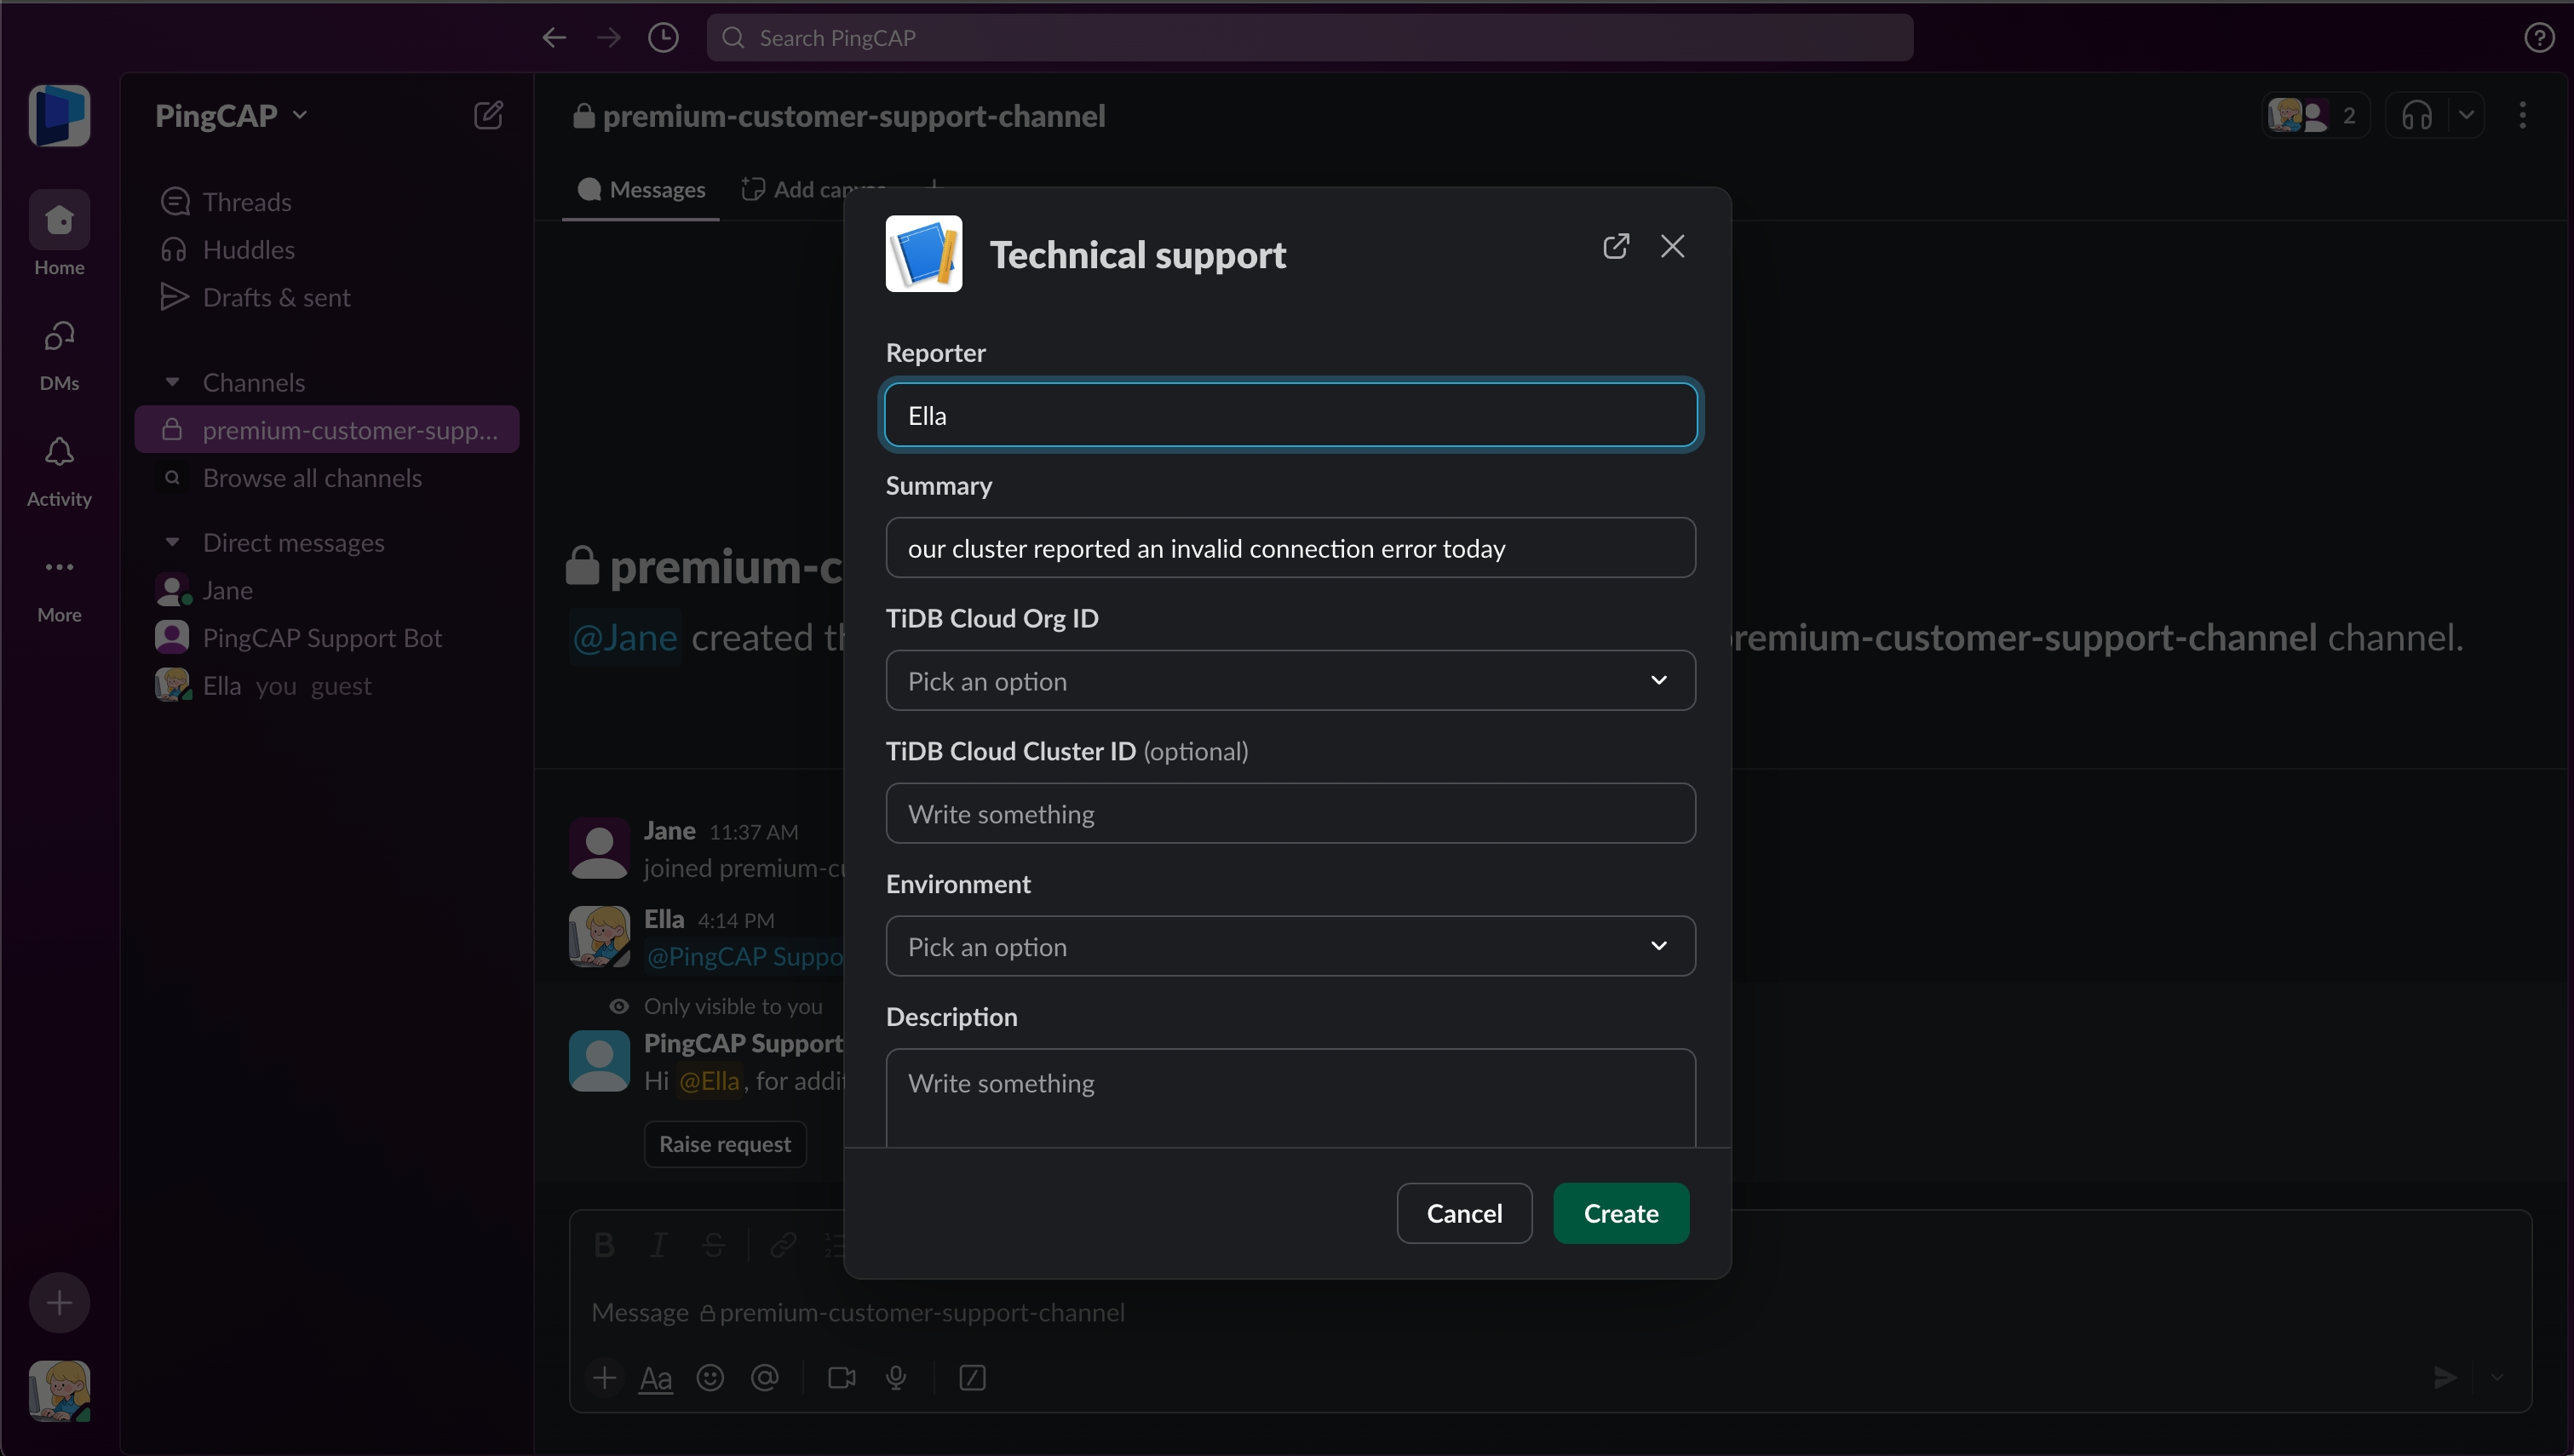 Search PingCAP
PingCAP
premium-customer-support-channel
2
Messages
Add canvas
Home
DMs
Activity
More
Threads
Huddles
Drafts & sent
Channels
premium-customer-supp...
Browse all channels
Direct messages
Jane
PingCAP Support Bot
Ella you guest
premium-c
@Jane created th
remium-customer-support-channel channel.
Jane 11:37 AM
joined premium-cu
Ella 4:14 PM
@PingCAP Suppo
Only visible to you
PingCAP Support
Hi @Ella, for addit
Raise request
B I S
Message premium-customer-support-channel
Aa
Technical support
Reporter
Ella
Summary
our cluster reported an invalid connection error today
TiDB Cloud Org ID
Pick an option
TiDB Cloud Cluster ID (optional)
Write something
Environment
Pick an option
Description
Write something
Cancel
Create